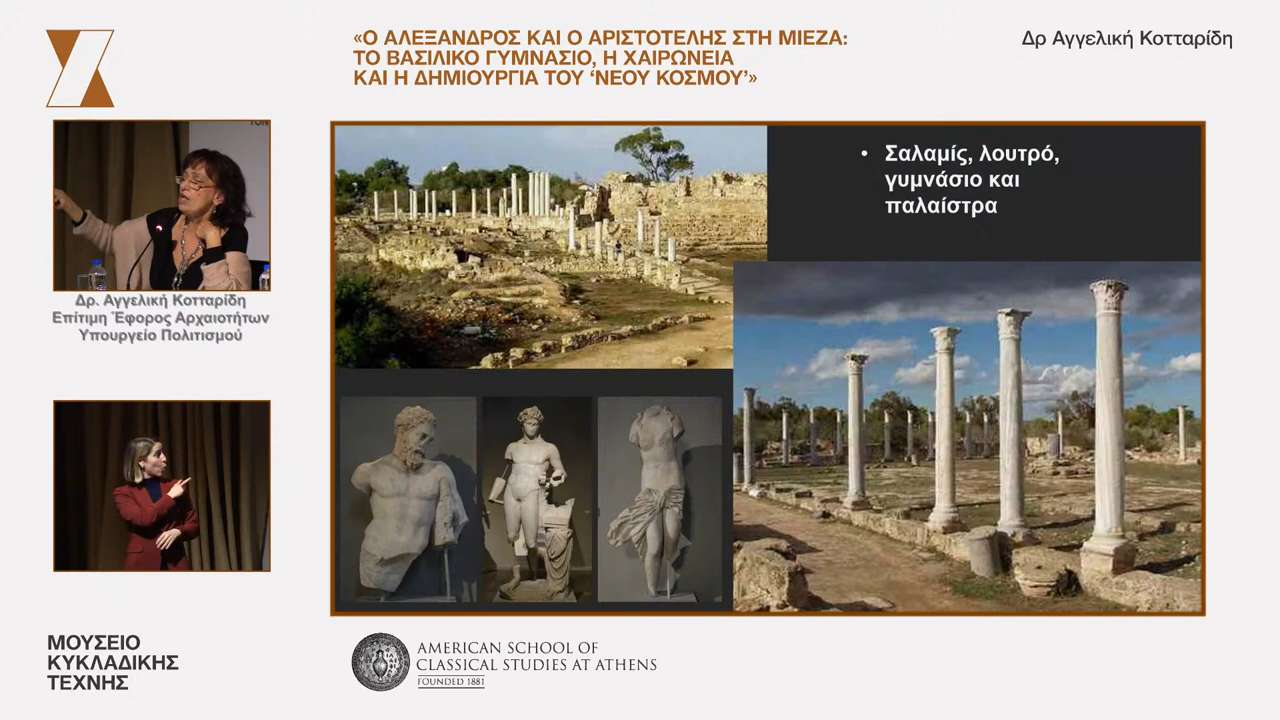 «Ο ΑΛΕΞΑΝΔΡΟΣ ΚΑΙ Ο ΑΡΙΣΤΟΤΕΛΗΣ ΣΤΗ ΜΙΕΖΑ:
ΤΟ ΒΑΣΙΛΙΚΟ ΓΥΜΝΑΣΙΟ, Η ΧΑΙΡΩΝΕΙΑ
ΚΑΙ Η ΔΗΜΙΟΥΡΓΙΑ ΤΟΥ ‘ΝΕΟΥ ΚΟΣΜΟΥ’»
Δρ Αγγελική Κοτταρίδη
• Σαλαμίς, λουτρό,
γυμνάσιο και
παλαίστρα
Δρ. Αγγελική Κοτταρίδη
Επίτιμη Έφορος Αρχαιοτήτων
Υπουργείο Πολιτισμού
ΜΟΥΣΕΙΟ
ΚΥΚΛΑΔΙΚΗΣ
ΤΕΧΝΗΣ
AMERICAN SCHOOL OF
CLASSICAL STUDIES AT ATHENS
FOUNDED 1881